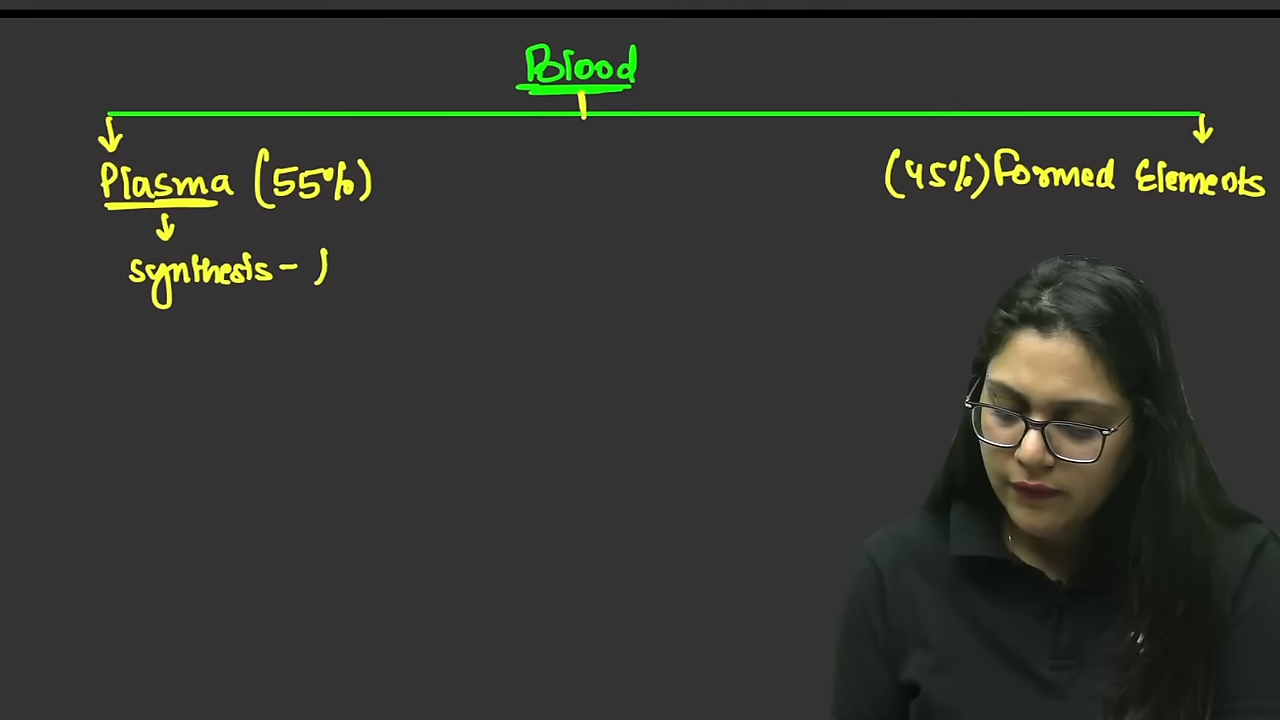 Blood
Plasma (55%)
(45%) Formed Elements
synthesis -